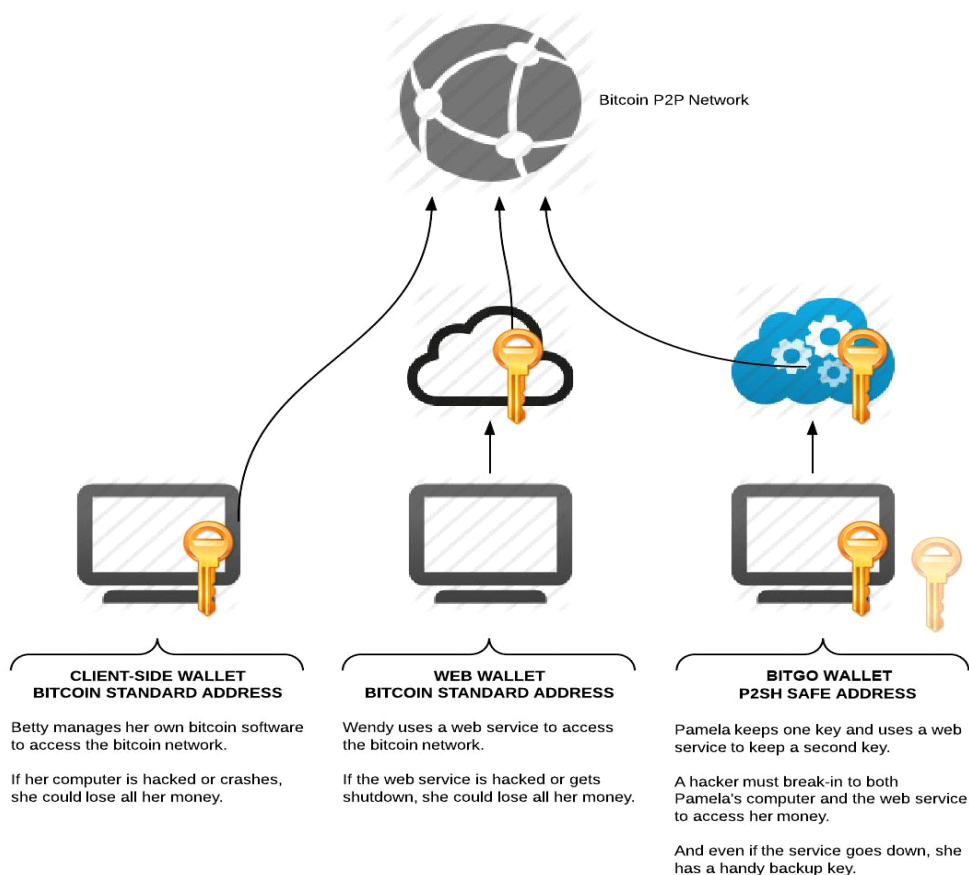 Bitcoin P2P Network
CLIENT-SIDE WALLET
BITCOIN STANDARD ADDRESS
Betty manages her own bitcoin software
to access the bitcoin network.
If her computer is hacked or crashes,
she could lose all her money.
WEB WALLET
BITCOIN STANDARD ADDRESS
Wendy uses a web service to access
the bitcoin network.
If the web service is hacked or gets
shutdown, she could lose all her money.
BITGO WALLET
P2SH SAFE ADDRESS
Pamela keeps one key and uses a web
service to keep a second key.
A hacker must break-in to both
Pamela's computer and the web service
to access her money.
And even if the service goes down, she
has a handy backup key.